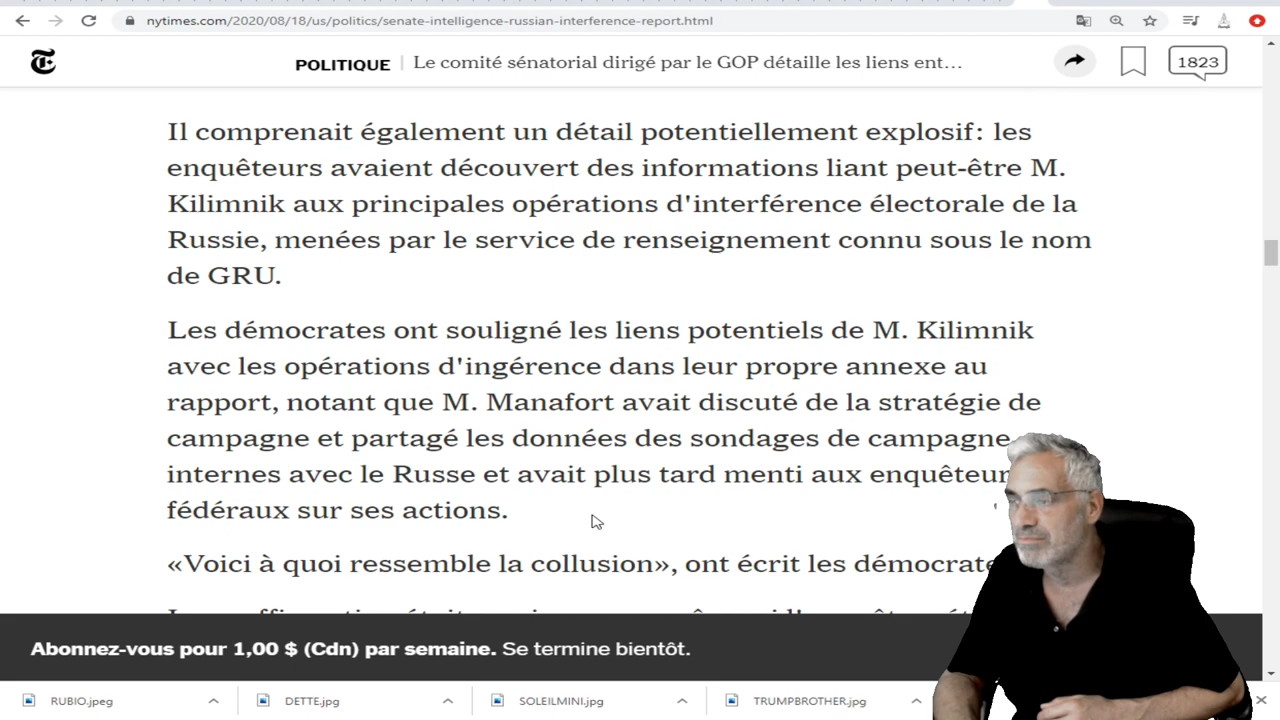 nytimes.com/2020/08/18/us/politics/senate-intelligence-russian-interference-report.html
POLITIQUE | Le comité sénatorial dirigé par le GOP détaille les liens ent…
1823
Il comprenait également un détail potentiellement explosif: les
enquêteurs avaient découvert des informations liant peut-être M.
Kilimnik aux principales opérations d'interférence électorale de la
Russie, menées par le service de renseignement connu sous le nom
de GRU.
Les démocrates ont souligné les liens potentiels de M. Kilimnik
avec les opérations d'ingérence dans leur propre annexe au
rapport, notant que M. Manafort avait discuté de la stratégie de
campagne et partagé les données des sondages de campagne
internes avec le Russe et avait plus tard menti aux enquêteur
fédéraux sur ses actions.
«Voici à quoi ressemble la collusion», ont écrit les démocrate
Abonnez-vous pour 1,00 $ (Cdn) par semaine. Se termine bientôt.
RUBIO.jpeg
DETTE.jpg
SOLEILMINI.jpg
TRUMPBROTHER.jpg